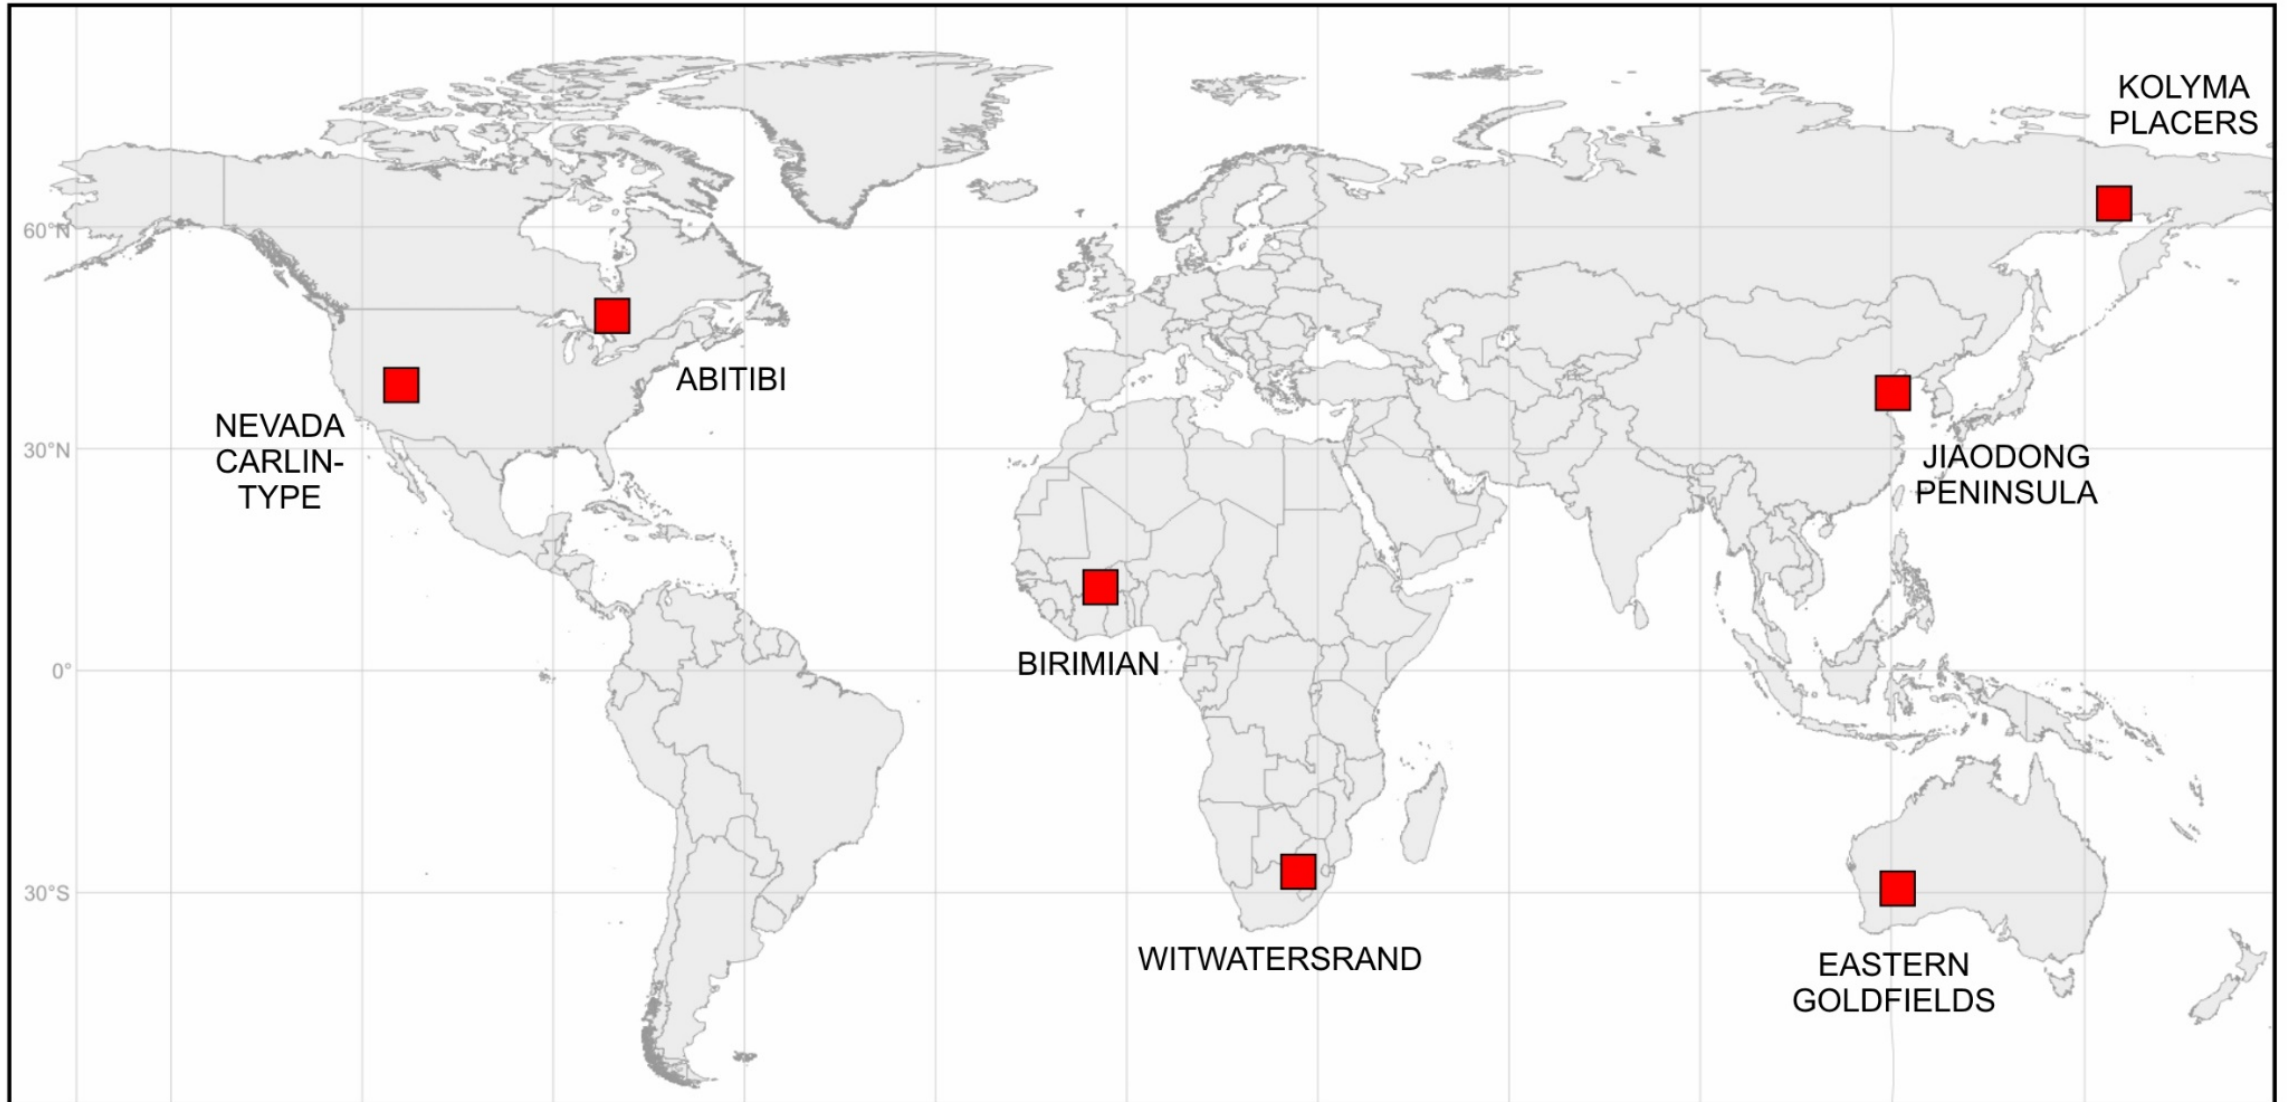 KOLYMA
PLACERS
60°N
ABITIBI
NEVADA
CARLIN-
TYPE
30°N
JIAODONG
PENINSULA
BIRIMIAN
0°
30°S
WITWATERSRAND
EASTERN
GOLDFIELDS